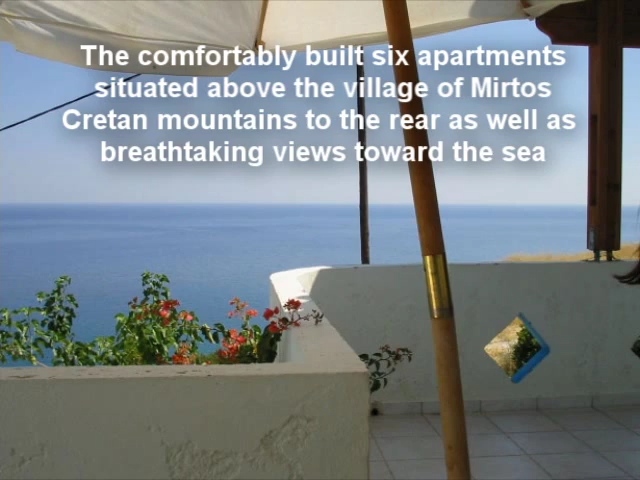 The comfortably built six apartments
situated above the village of Mirtos
Cretan mountains to the rear as well as
breathtaking views toward the sea